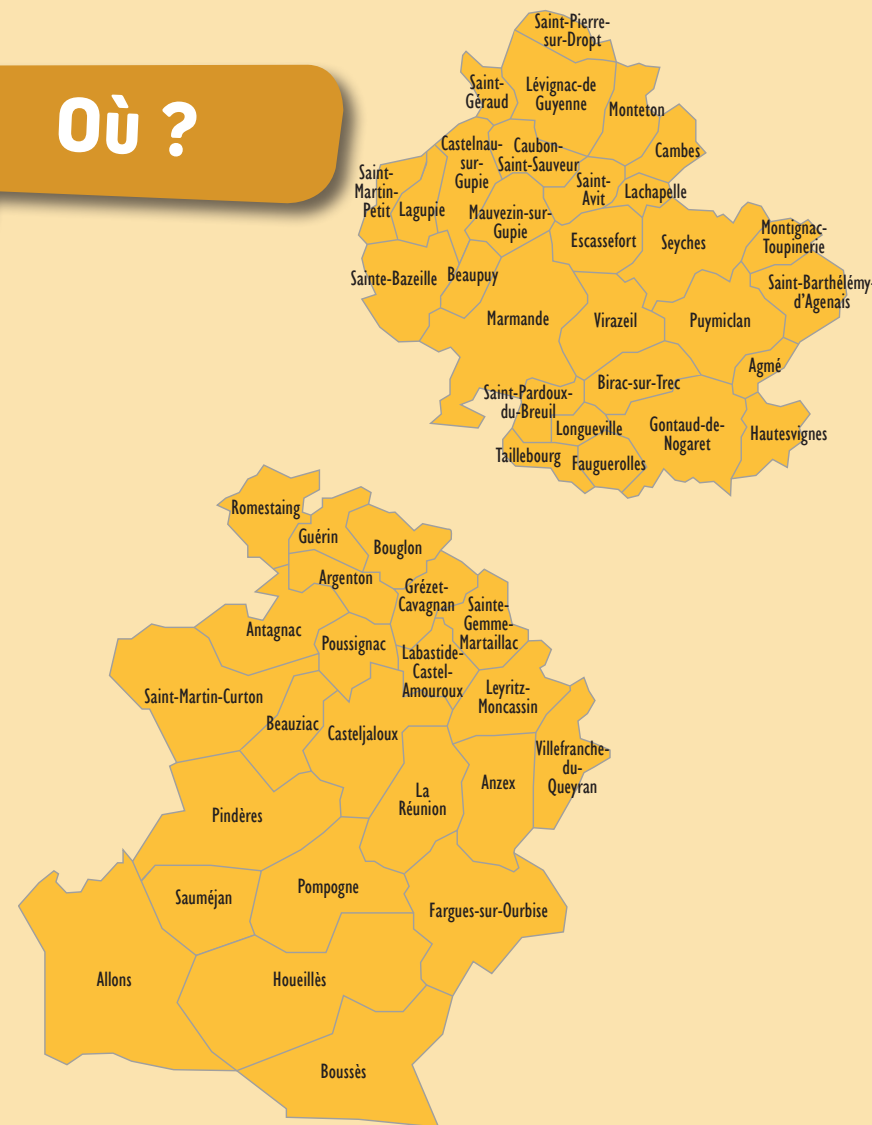 Où ?
Saint-Pierre-
sur-Dropt
Saint-
Géraud
Lévignac-de
Guyenne
Monteton
Cambes
Castelnau-
sur-
Gupie
Caubon-
Saint-Sauveur
Saint-
Avit
Lachapelle
Saint-
Martin-
Petit
Lagupie
Mauvezin-sur-
Gupie
Escassefort
Seyches
Montignac-
Toupinerie
Sainte-Bazeille
Beaupuy
Saint-Barthélémy-
d'Agenais
Marmande
Virazeil
Puymiclan
Agmé
Birac-sur-Trec
Saint-Pardoux-
du-Breuil
Longueville
Gontaud-de-
Nogaret
Hautesvignes
Taillebourg
Fauguerolles
Romestaing
Guérin
Bouglon
Argenton
Grézet-
Cavagnan
Sainte-
Gemme-
Martaillac
Antagnac
Poussignac
Labastide-
Castel-
Amouroux
Saint-Martin-Curton
Leyritz-
Moncassin
Beauziac
Casteljaloux
Villefranche-
du-
Queyran
La
Réunion
Anzex
Pindères
Pompogne
Sauméjan
Fargues-sur-Ourbise
Allons
Houeillès
Boussès